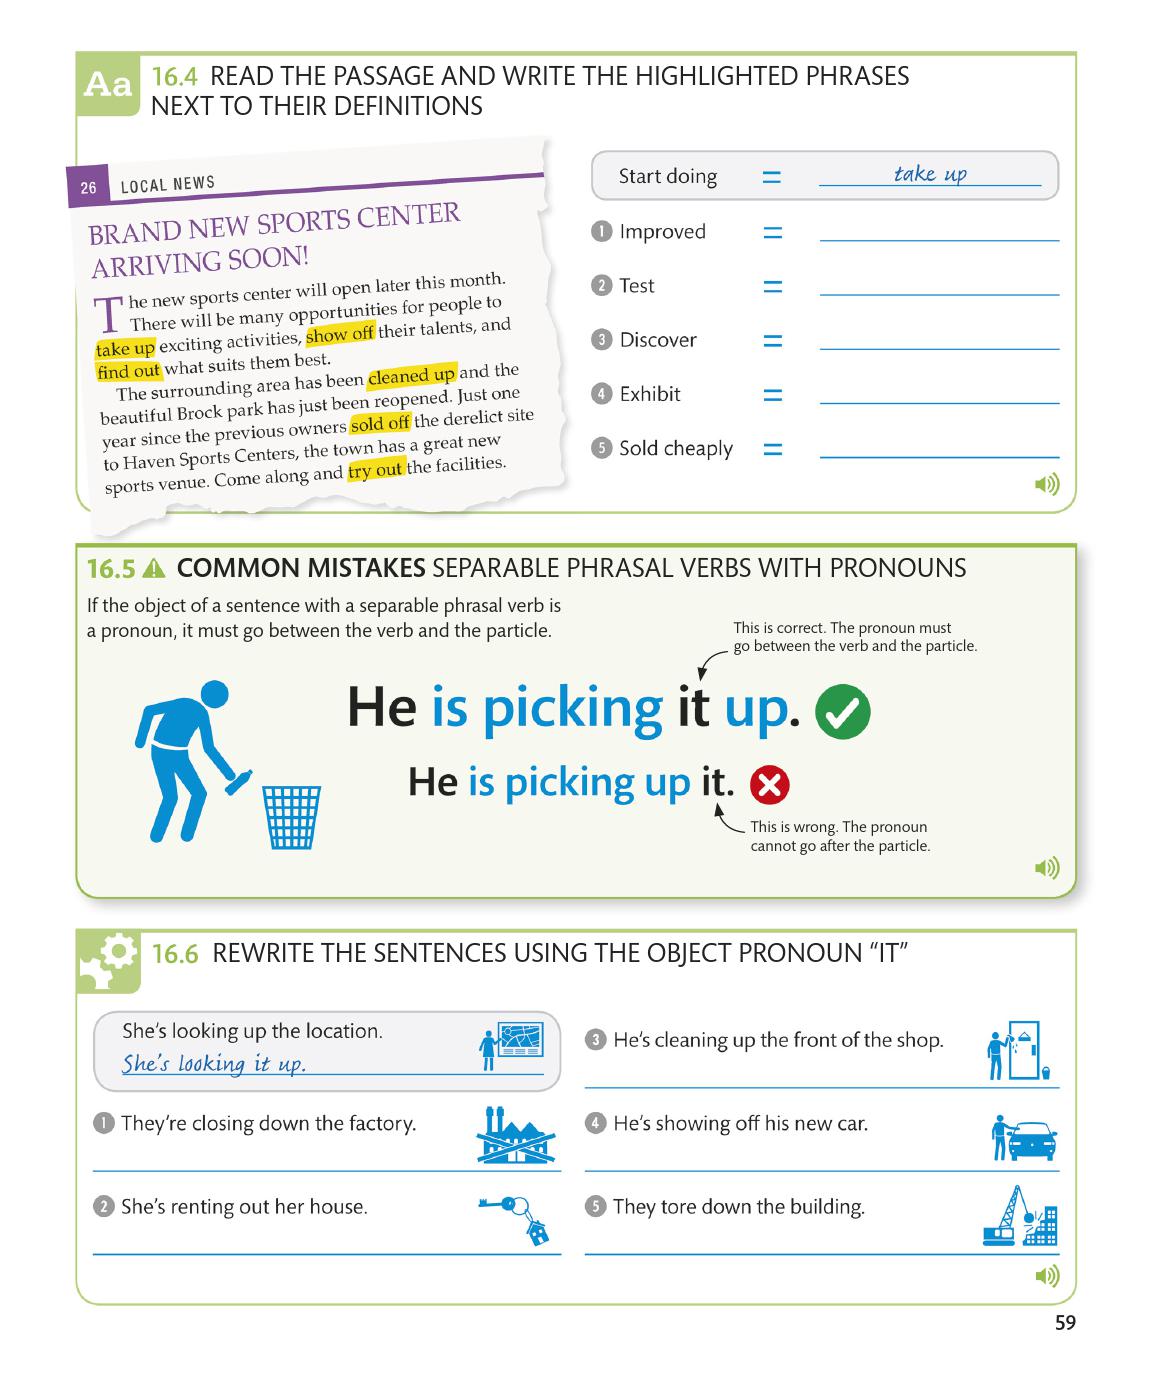 Aa
16.4 READ THE PASSAGE AND WRITE THE HIGHLIGHTED PHRASES
NEXT TO THEIR DEFINITIONS
26 LOCAL NEWS
BRAND NEW SPORTS CENTER
ARRIVING SOON!
The new sports center will open later this month.
There will be many opportunities for people to
take up exciting activities, show off their talents, and
find out what suits them best.
The surrounding area has been cleaned up and the
beautiful Brock park has just been reopened. Just one
year since the previous owners sold off the derelict site
to Haven Sports Centers, the town has a great new
sports venue. Come along and try out the facilities.
Start doing = take up
1 Improved =
2 Test =
3 Discover =
4 Exhibit =
5 Sold cheaply =
16.5 COMMON MISTAKES SEPARABLE PHRASAL VERBS WITH PRONOUNS
If the object of a sentence with a separable phrasal verb is
a pronoun, it must go between the verb and the particle.
This is correct. The pronoun must
go between the verb and the particle.
He is picking it up.
He is picking up it.
This is wrong. The pronoun
cannot go after the particle.
16.6 REWRITE THE SENTENCES USING THE OBJECT PRONOUN “IT”
She’s looking up the location.
She’s looking it up.
1 They’re closing down the factory.
2 She’s renting out her house.
3 He’s cleaning up the front of the shop.
4 He’s showing off his new car.
5 They tore down the building.
59